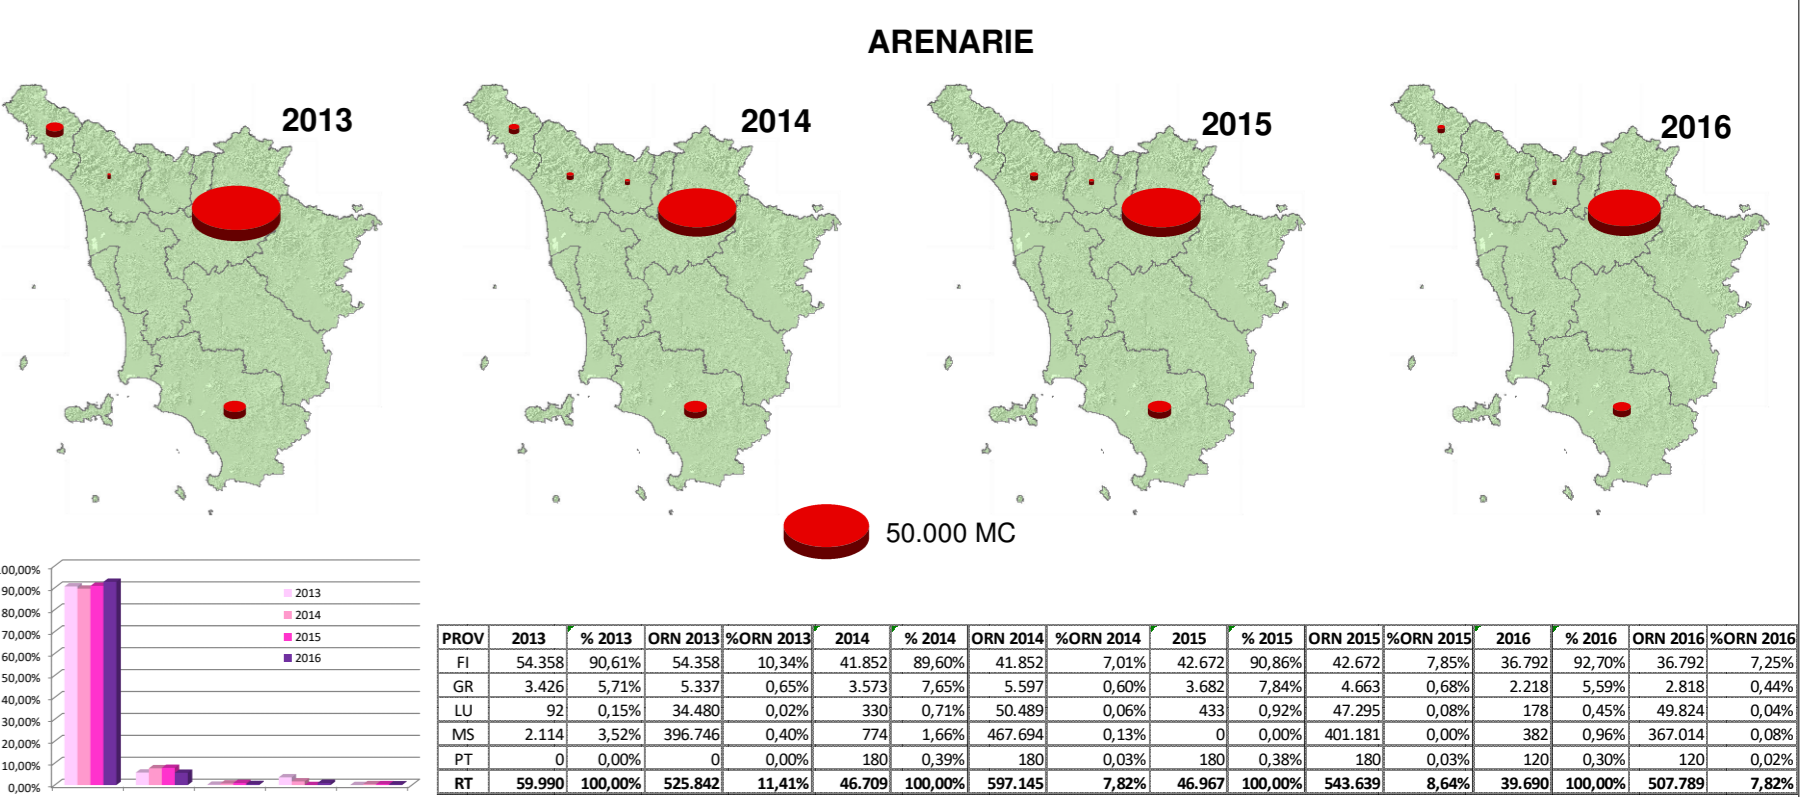 ARENARIE
2013
2014
2015
2016
50.000 MC
00,00%
90,00%
80,00%
70,00%
60,00%
50,00%
40,00%
30,00%
20,00%
10,00%
0,00%
2013
2014
2015
2016
PROV 2013 % 2013 ORN 2013 %ORN 2013 2014 % 2014 ORN 2014 %ORN 2014 2015 % 2015 ORN 2015 %ORN 2015 2016 % 2016 ORN 2016 %ORN 2016
FI 54.358 90,61% 54.358 10,34% 41.852 89,60% 41.852 7,01% 42.672 90,86% 42.672 7,85% 36.792 92,70% 36.792 7,25%
GR 3.426 5,71% 5.337 0,65% 3.573 7,65% 5.597 0,60% 3.682 7,84% 4.663 0,68% 2.218 5,59% 2.818 0,44%
LU 92 0,15% 34.480 0,02% 330 0,71% 50.489 0,06% 433 0,92% 47.295 0,08% 178 0,45% 49.824 0,04%
MS 2.114 3,52% 396.746 0,40% 774 1,66% 467.694 0,13% 0 0,00% 401.181 0,00% 382 0,96% 367.014 0,08%
PT 0 0,00% 0 0,00% 180 0,39% 180 0,03% 180 0,38% 180 0,03% 120 0,30% 120 0,02%
RT 59.990 100,00% 525.842 11,41% 46.709 100,00% 597.145 7,82% 46.967 100,00% 543.639 8,64% 39.690 100,00% 507.789 7,82%